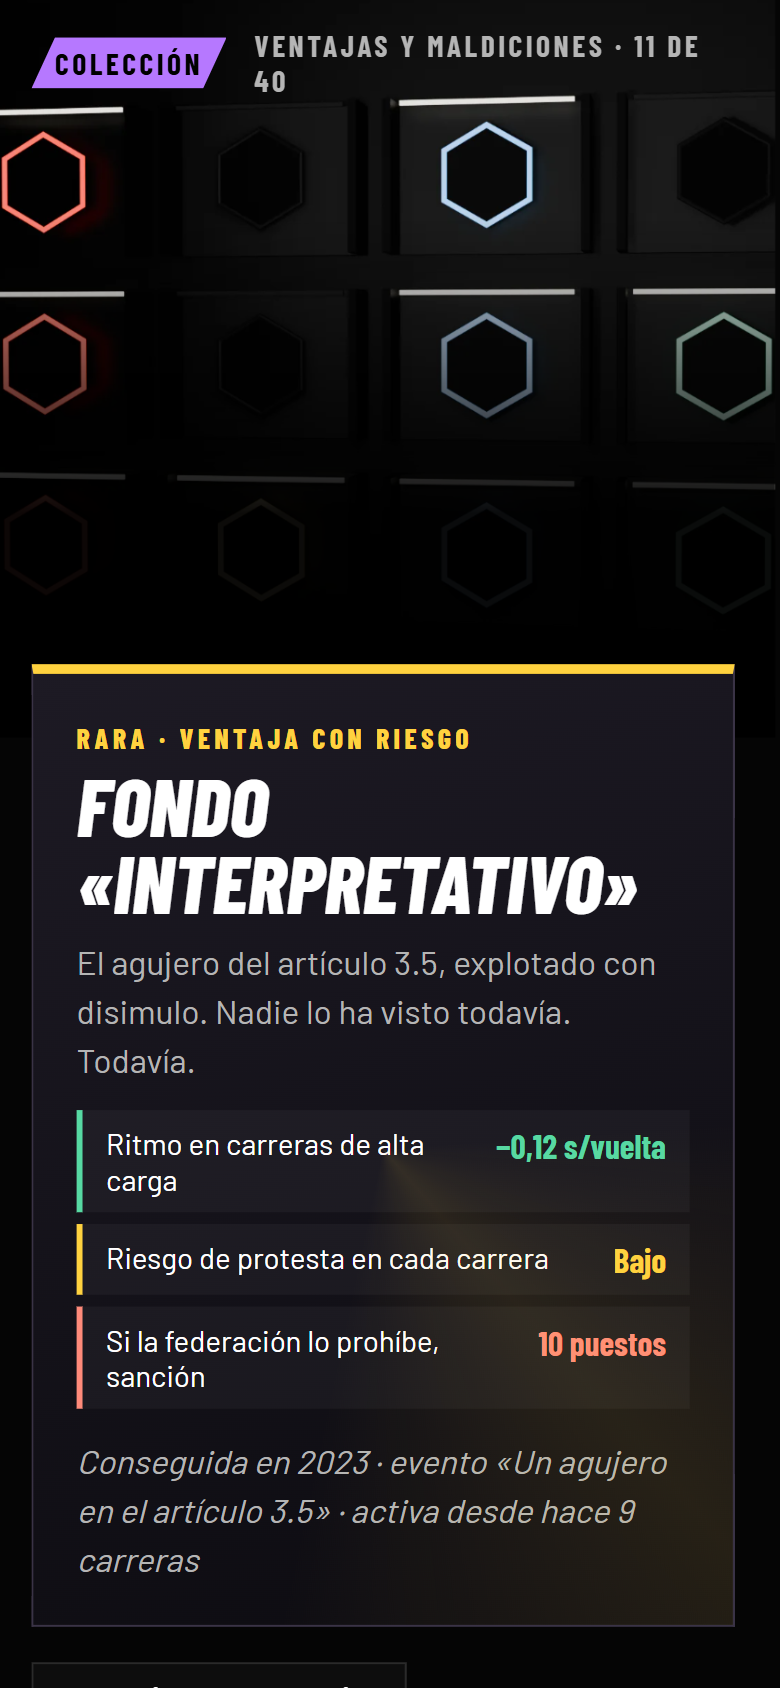 COLECCIÓN
VENTAJAS Y MALDICIONES · 11 DE
40
RARA · VENTAJA CON RIESGO
FONDO
«INTERPRETATIVO»
El agujero del artículo 3.5, explotado con
disimulo. Nadie lo ha visto todavía.
Todavía.
Ritmo en carreras de alta
carga
−0,12 s/vuelta
Riesgo de protesta en cada carrera
Bajo
Si la federación lo prohíbe,
sanción
10 puestos
Conseguida en 2023 · evento «Un agujero
en el artículo 3.5» · activa desde hace 9
carreras